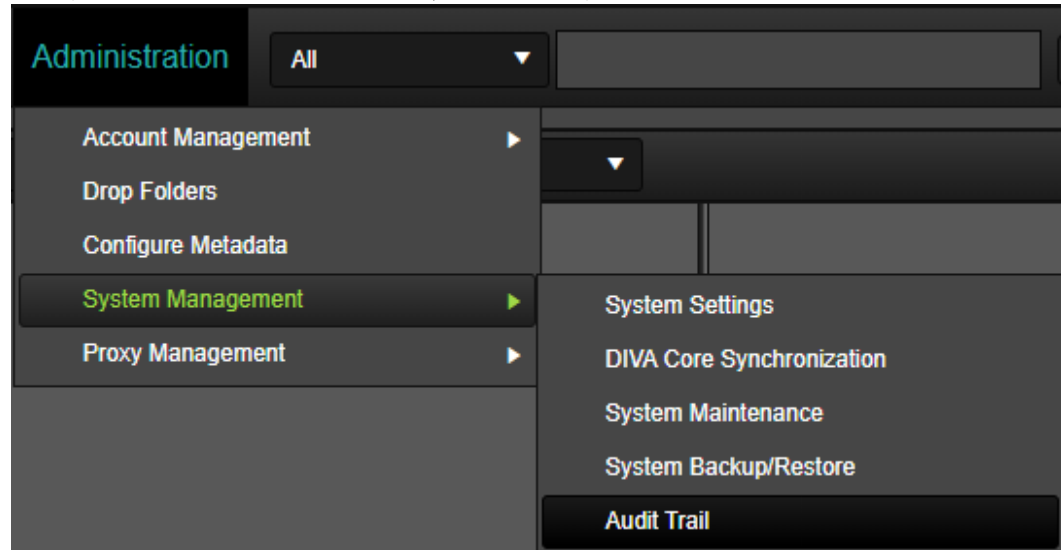 Administration
All
Account Management
Drop Folders
Configure Metadata
System Management
Proxy Management
System Settings
DIVA Core Synchronization
System Maintenance
System Backup/Restore
Audit Trail